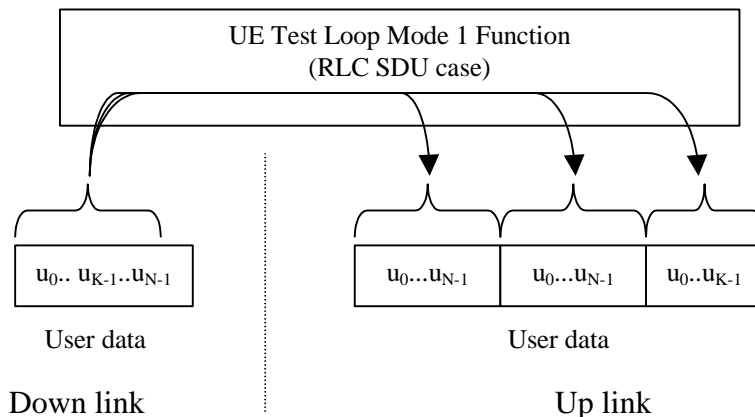 UE Test Loop Mode 1 Function
(RLC SDU case)
u0.. uK-1..uN-1
u0...uN-1
u0...uN-1
u0..uK-1
User data
User data
Down link
Up link